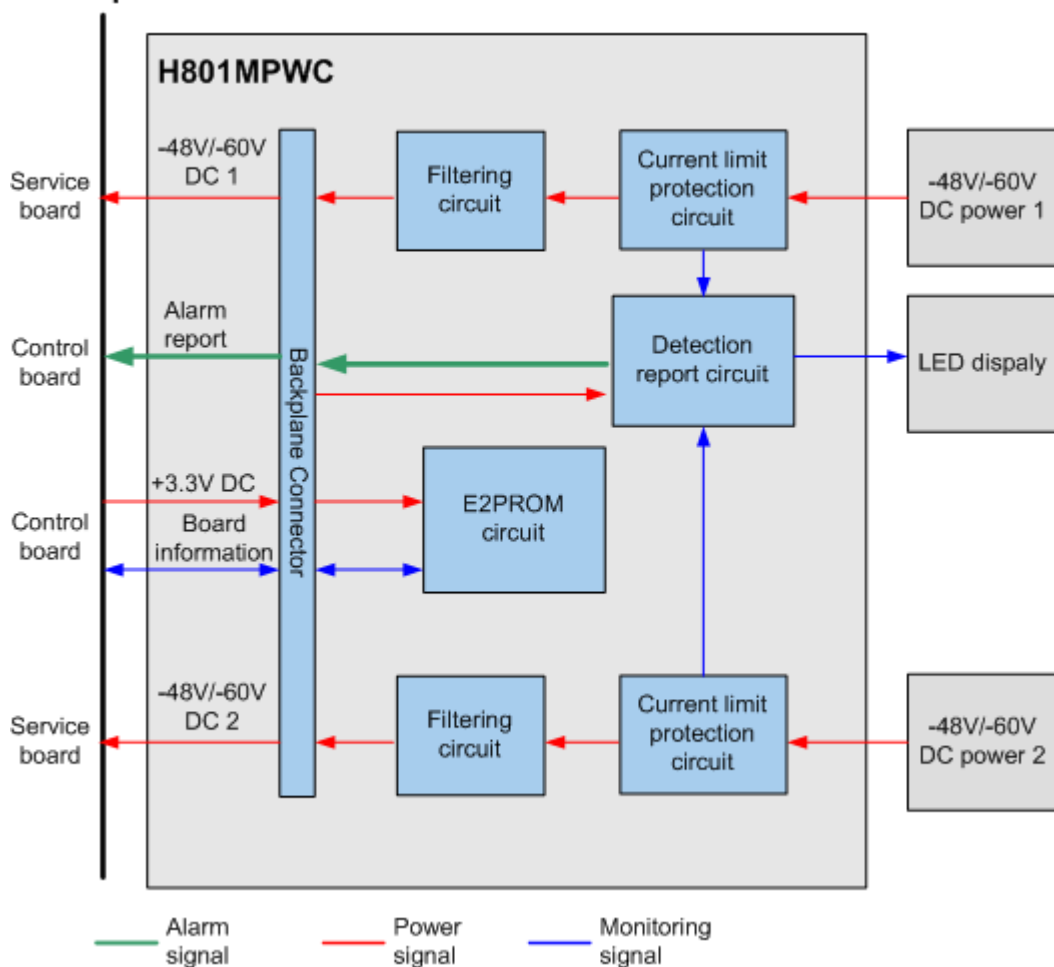 H801MPWC
-48V/-60V
DC 1
Service
board
Filtering
circuit
Current limit
protection
circuit
-48V/-60V
DC power 1
Alarm
report
Control
board
Backplane Connector
Detection
report circuit
LED dispaly
+3.3V DC
Control
board
Board
information
E2PROM
circuit
-48V/-60V
DC 2
Service
board
Filtering
circuit
Current limit
protection
circuit
-48V/-60V
DC power 2
Alarm
signal
Power
signal
Monitoring
signal